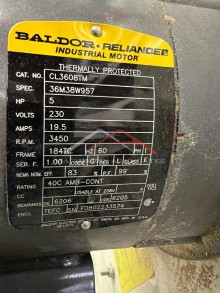 BALDOR·RELIANCE
INDUSTRIAL MOTOR
THERMALLY PROTECTED
CAT. NO. CL3608TM
SPEC. 36M38W957
HP 5
VOLTS 230
AMPS 19.5
R.P.M. 3450
FRAME 184TC HZ 60 PH 1
SER. F. 1.00 CODE DES L CLASS F
NEMA NOM. EFF. 83 % P.F. 99 %
RATING 40C AMB-CONT
CC USABLE AT 208V
BEARINGS DE 6206 ODE 6205
ENCL TEFC SN F0802233574